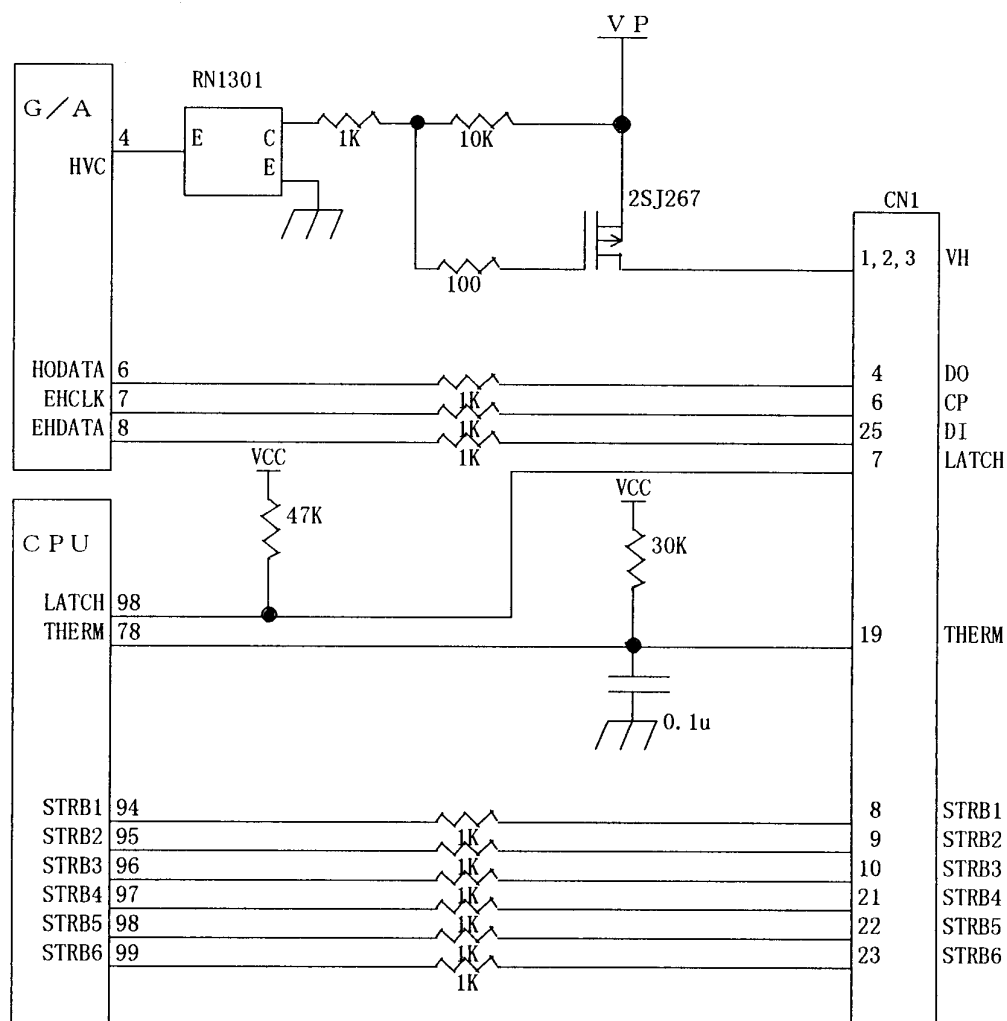 V P
RN1301
G/A
4
E
C
E
HVC
1K
10K
2SJ267
CN1
100
1, 2, 3
VH
HODATA
6
1K
4
DO
EHCLK
7
1K
6
CP
EHDATA
8
1K
25
DI
VCC
7
LATCH
47K
VCC
CPU
30K
LATCH
98
THERM
78
19
THERM
0.1u
STRB1
94
1K
8
STRB1
STRB2
95
1K
9
STRB2
STRB3
96
1K
10
STRB3
STRB4
97
1K
21
STRB4
STRB5
98
1K
22
STRB5
STRB6
99
1K
23
STRB6